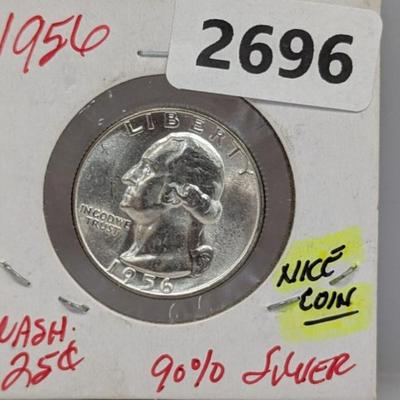 1956
2696
LIBERTY
IN GOD WE
TRUST
1956
NICE
COIN
WASH.
25¢
90% SILVER